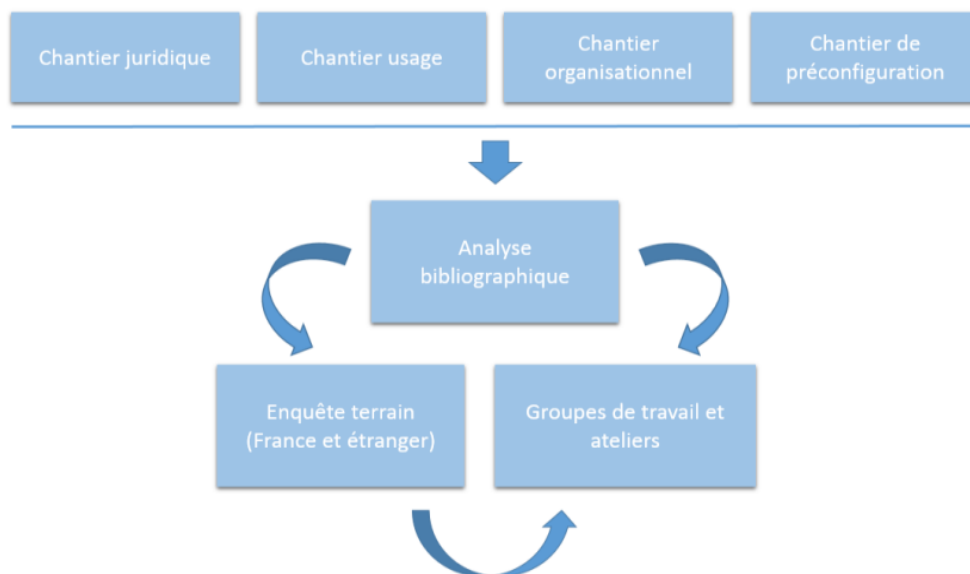 Chantier juridique
Chantier usage
Chantier
organisationnel
Chantier de
préconfiguration
Analyse
bibliographique
Enquête terrain
(France et étranger)
Groupes de travail et
ateliers